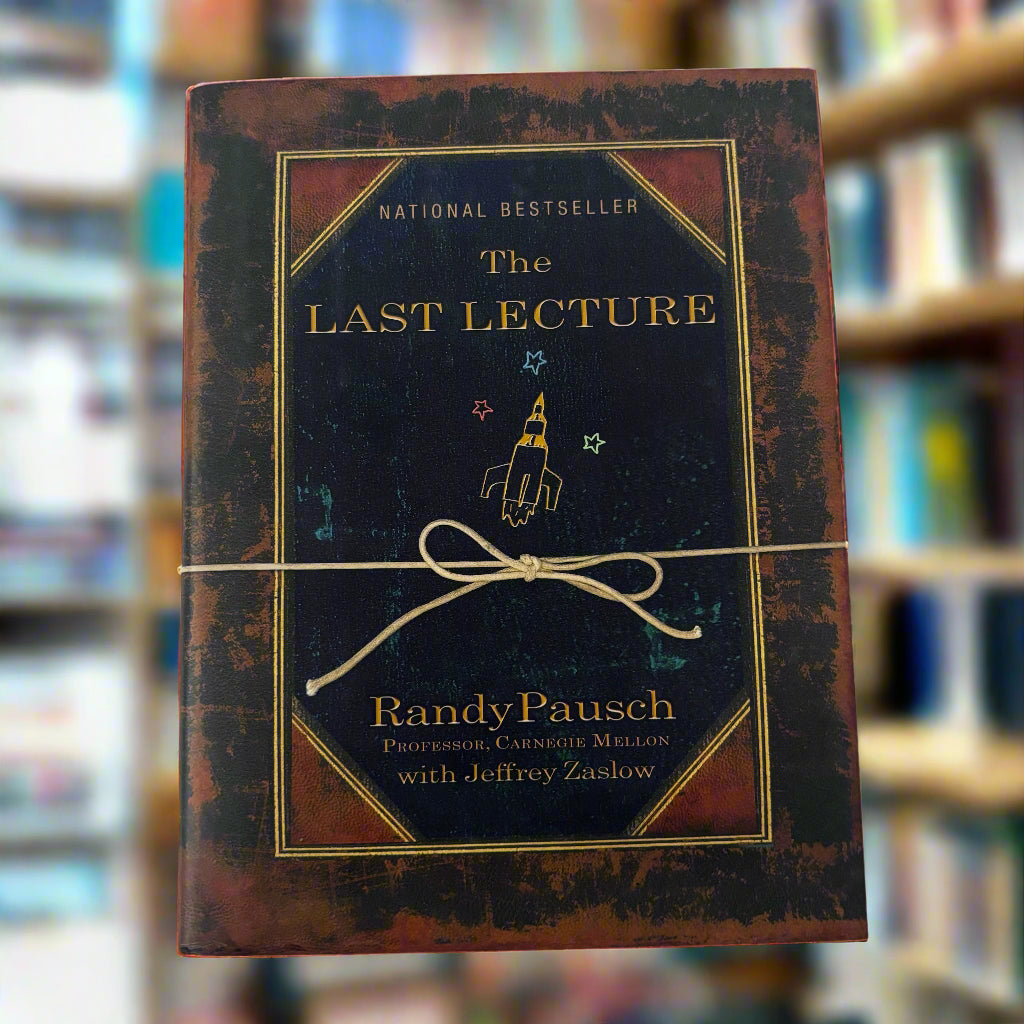 NATIONAL BESTSELLER
The
LAST LECTURE
Randy Pausch
PROFESSOR, CARNEGIE MELLON
with Jeffrey Zaslow